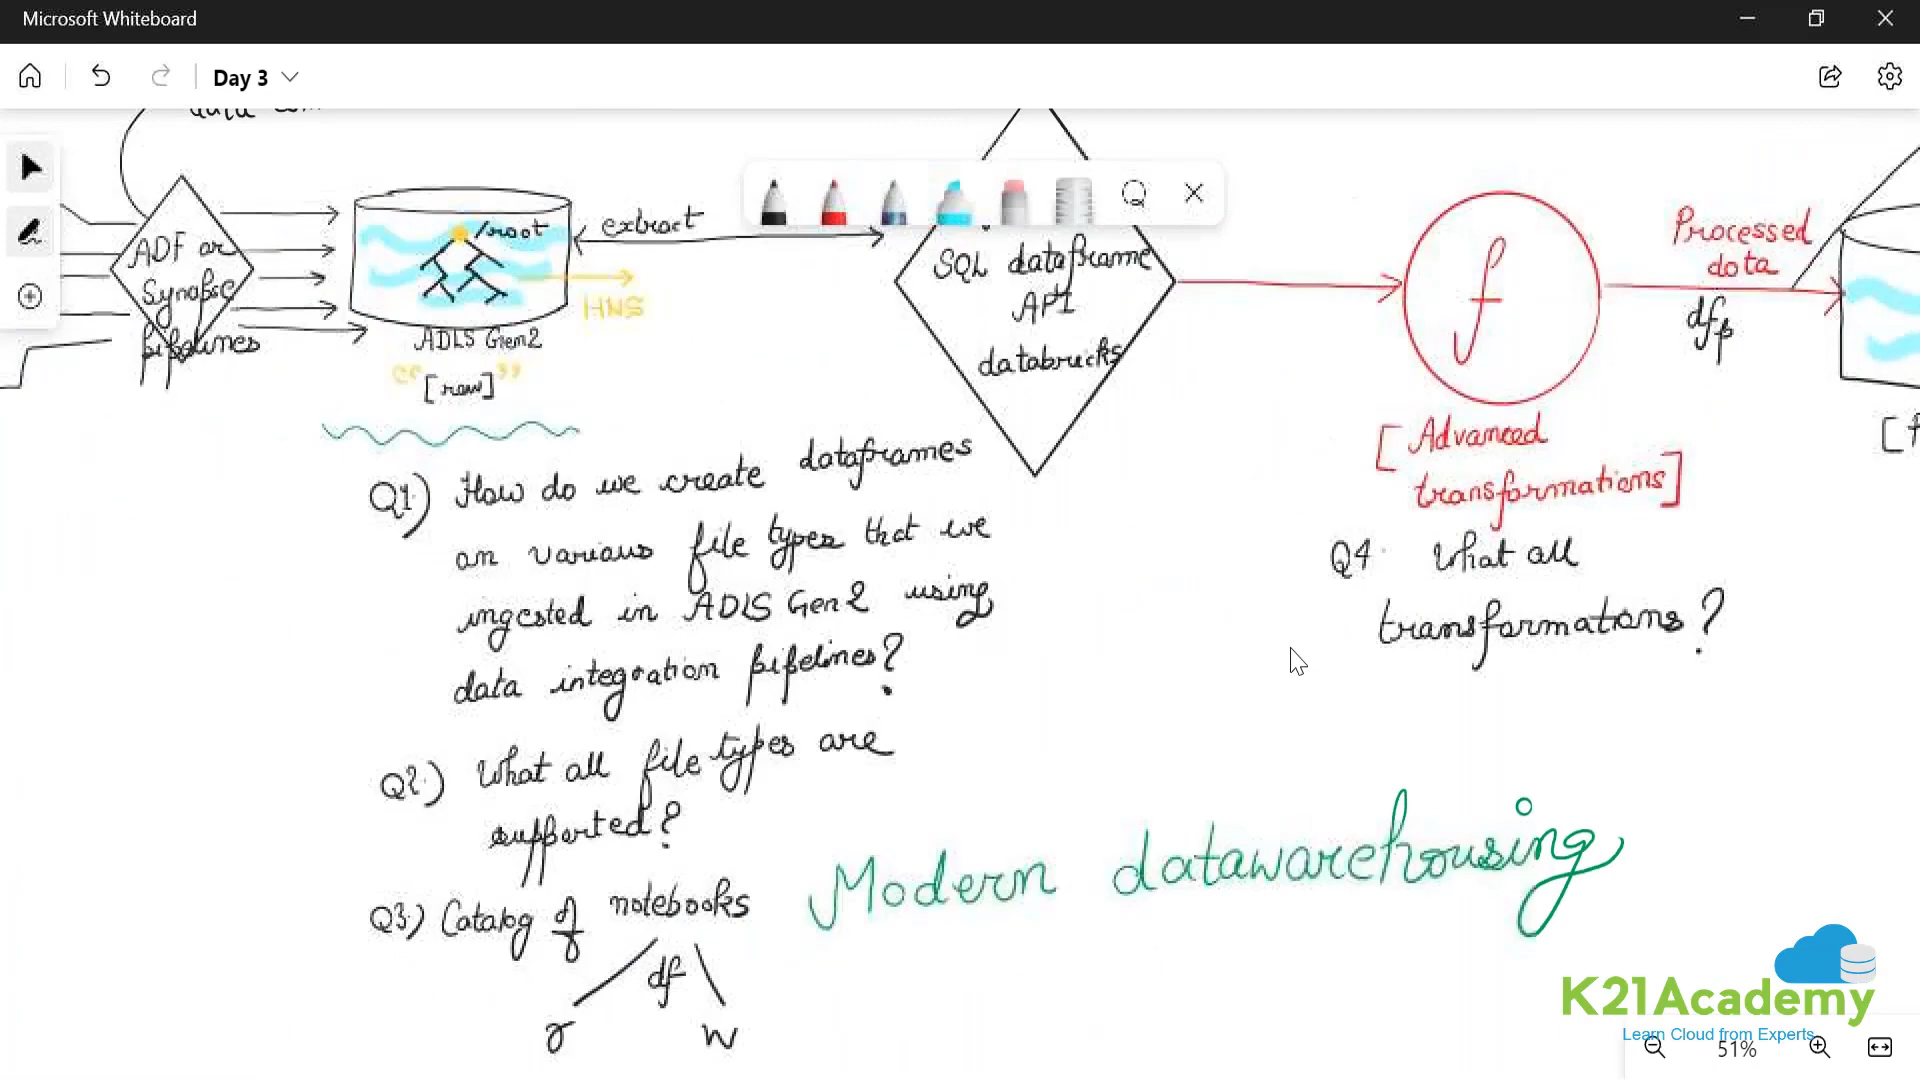 Microsoft Whiteboard
Day 3
data com
ADF or
Synapse
pipelines
/root
HNS
ADLS Gen2
"[raw]"
extract
SQL dataframe
API
databricks
f
Processed
data
dfp
[Advanced
transformations]
Q4. What all
transformations?
Q1) How do we create dataframes
on various file types that we
ingested in ADLS Gen2 using
data integration pipelines?
Q2.) What all file types are
supported?
Q3.) Catalog of notebooks
df
r w
Modern datawarehousing
K21Academy
Learn Cloud from Experts
51%